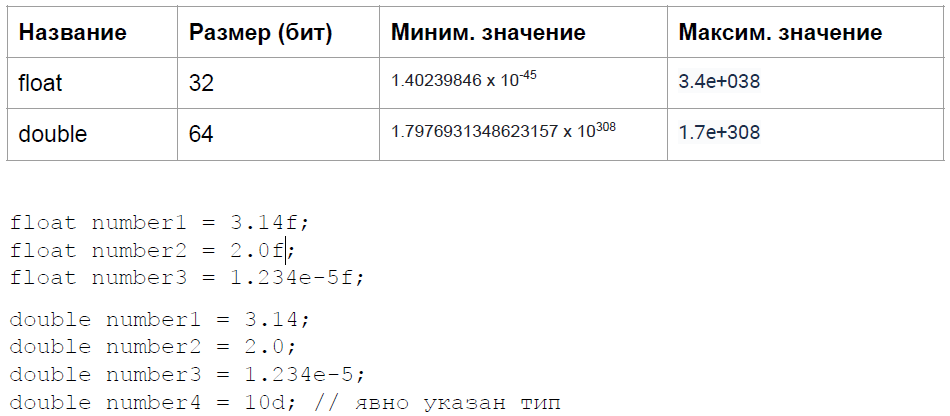 Название Размер (бит) Миним. значение Максим. значение
float 32 1.40239846 x 10⁻⁴⁵ 3.4e+038
double 64 1.7976931348623157 x 10³⁰⁸ 1.7e+308
float number1 = 3.14f;
float number2 = 2.0f;
float number3 = 1.234e-5f;
double number1 = 3.14;
double number2 = 2.0;
double number3 = 1.234e-5;
double number4 = 10d; // явно указан тип